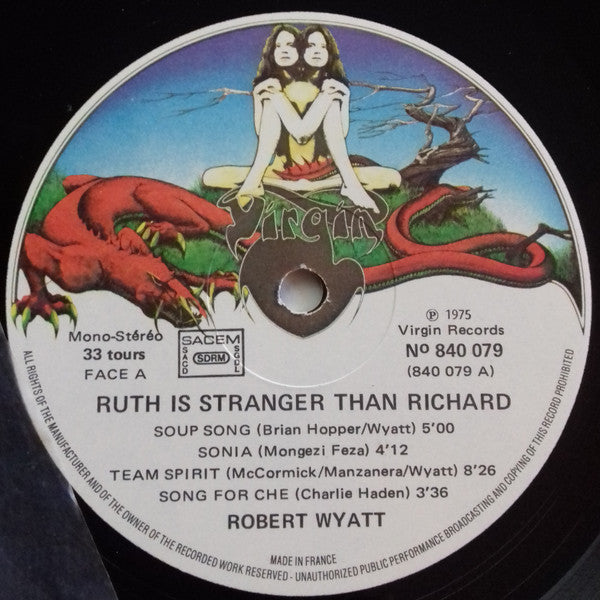 Virgin
Mono-Stéréo
33 tours
FACE A
SACEM
SACD
SDRM
SGDL
℗ 1975
Virgin Records
Nº 840 079
(840 079 A)
RUTH IS STRANGER THAN RICHARD
SOUP SONG (Brian Hopper/Wyatt) 5'00
SONIA (Mongezi Feza) 4'12
TEAM SPIRIT (McCormick/Manzanera/Wyatt) 8'26
SONG FOR CHE (Charlie Haden) 3'36
ROBERT WYATT
MADE IN FRANCE
ALL RIGHTS OF THE MANUFACTURER AND OF THE OWNER OF THE RECORDED WORK RESERVED - UNAUTHORIZED PUBLIC PERFORMANCE BROADCASTING AND COPYING OF THIS RECORD PROHIBITED